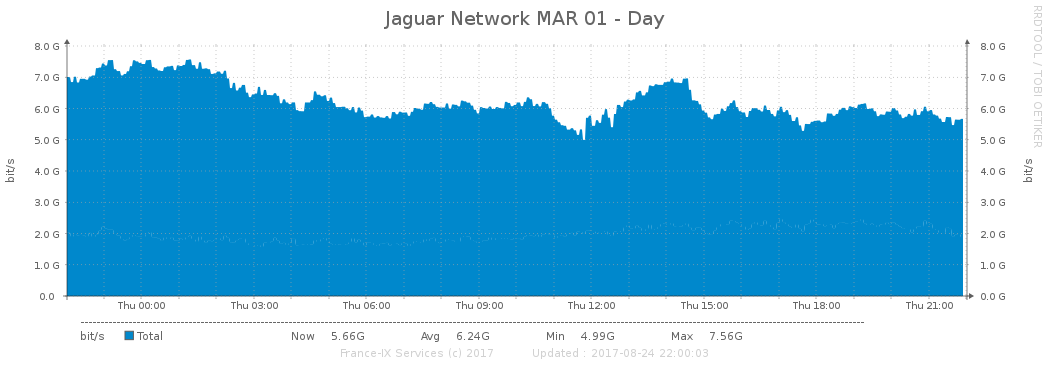 Jaguar Network MAR 01 - Day
RRDTOOL / TOBI OETIKER
8.0 G 8.0 G
7.0 G 7.0 G
6.0 G 6.0 G
5.0 G 5.0 G
4.0 G 4.0 G
3.0 G 3.0 G
2.0 G 2.0 G
1.0 G 1.0 G
0.0 0.0 G
bit/s
bit/s
Thu 00:00 Thu 03:00 Thu 06:00 Thu 09:00 Thu 12:00 Thu 15:00 Thu 18:00 Thu 21:00
bit/s Total Now 5.66G Avg 6.24G Min 4.99G Max 7.56G
France-IX Services (c) 2017 Updated : 2017-08-24 22:00:03